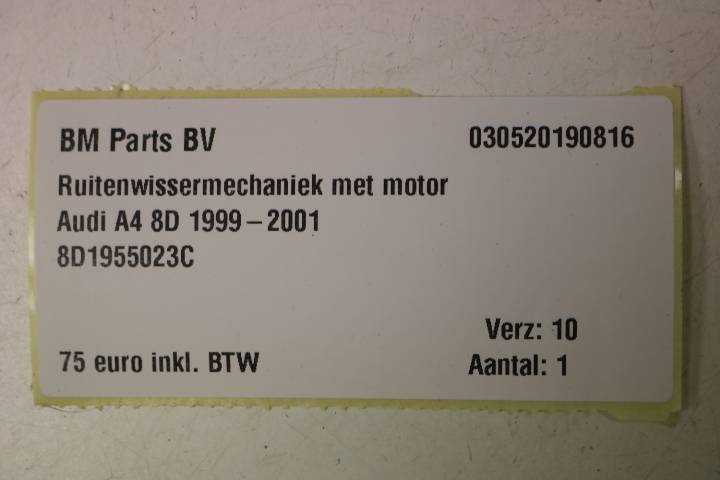 BM Parts BV 030520190816
Ruitenwissermechaniek met motor
Audi A4 8D 1999–2001
8D1955023C
Verz: 10
75 euro inkl. BTW Aantal: 1